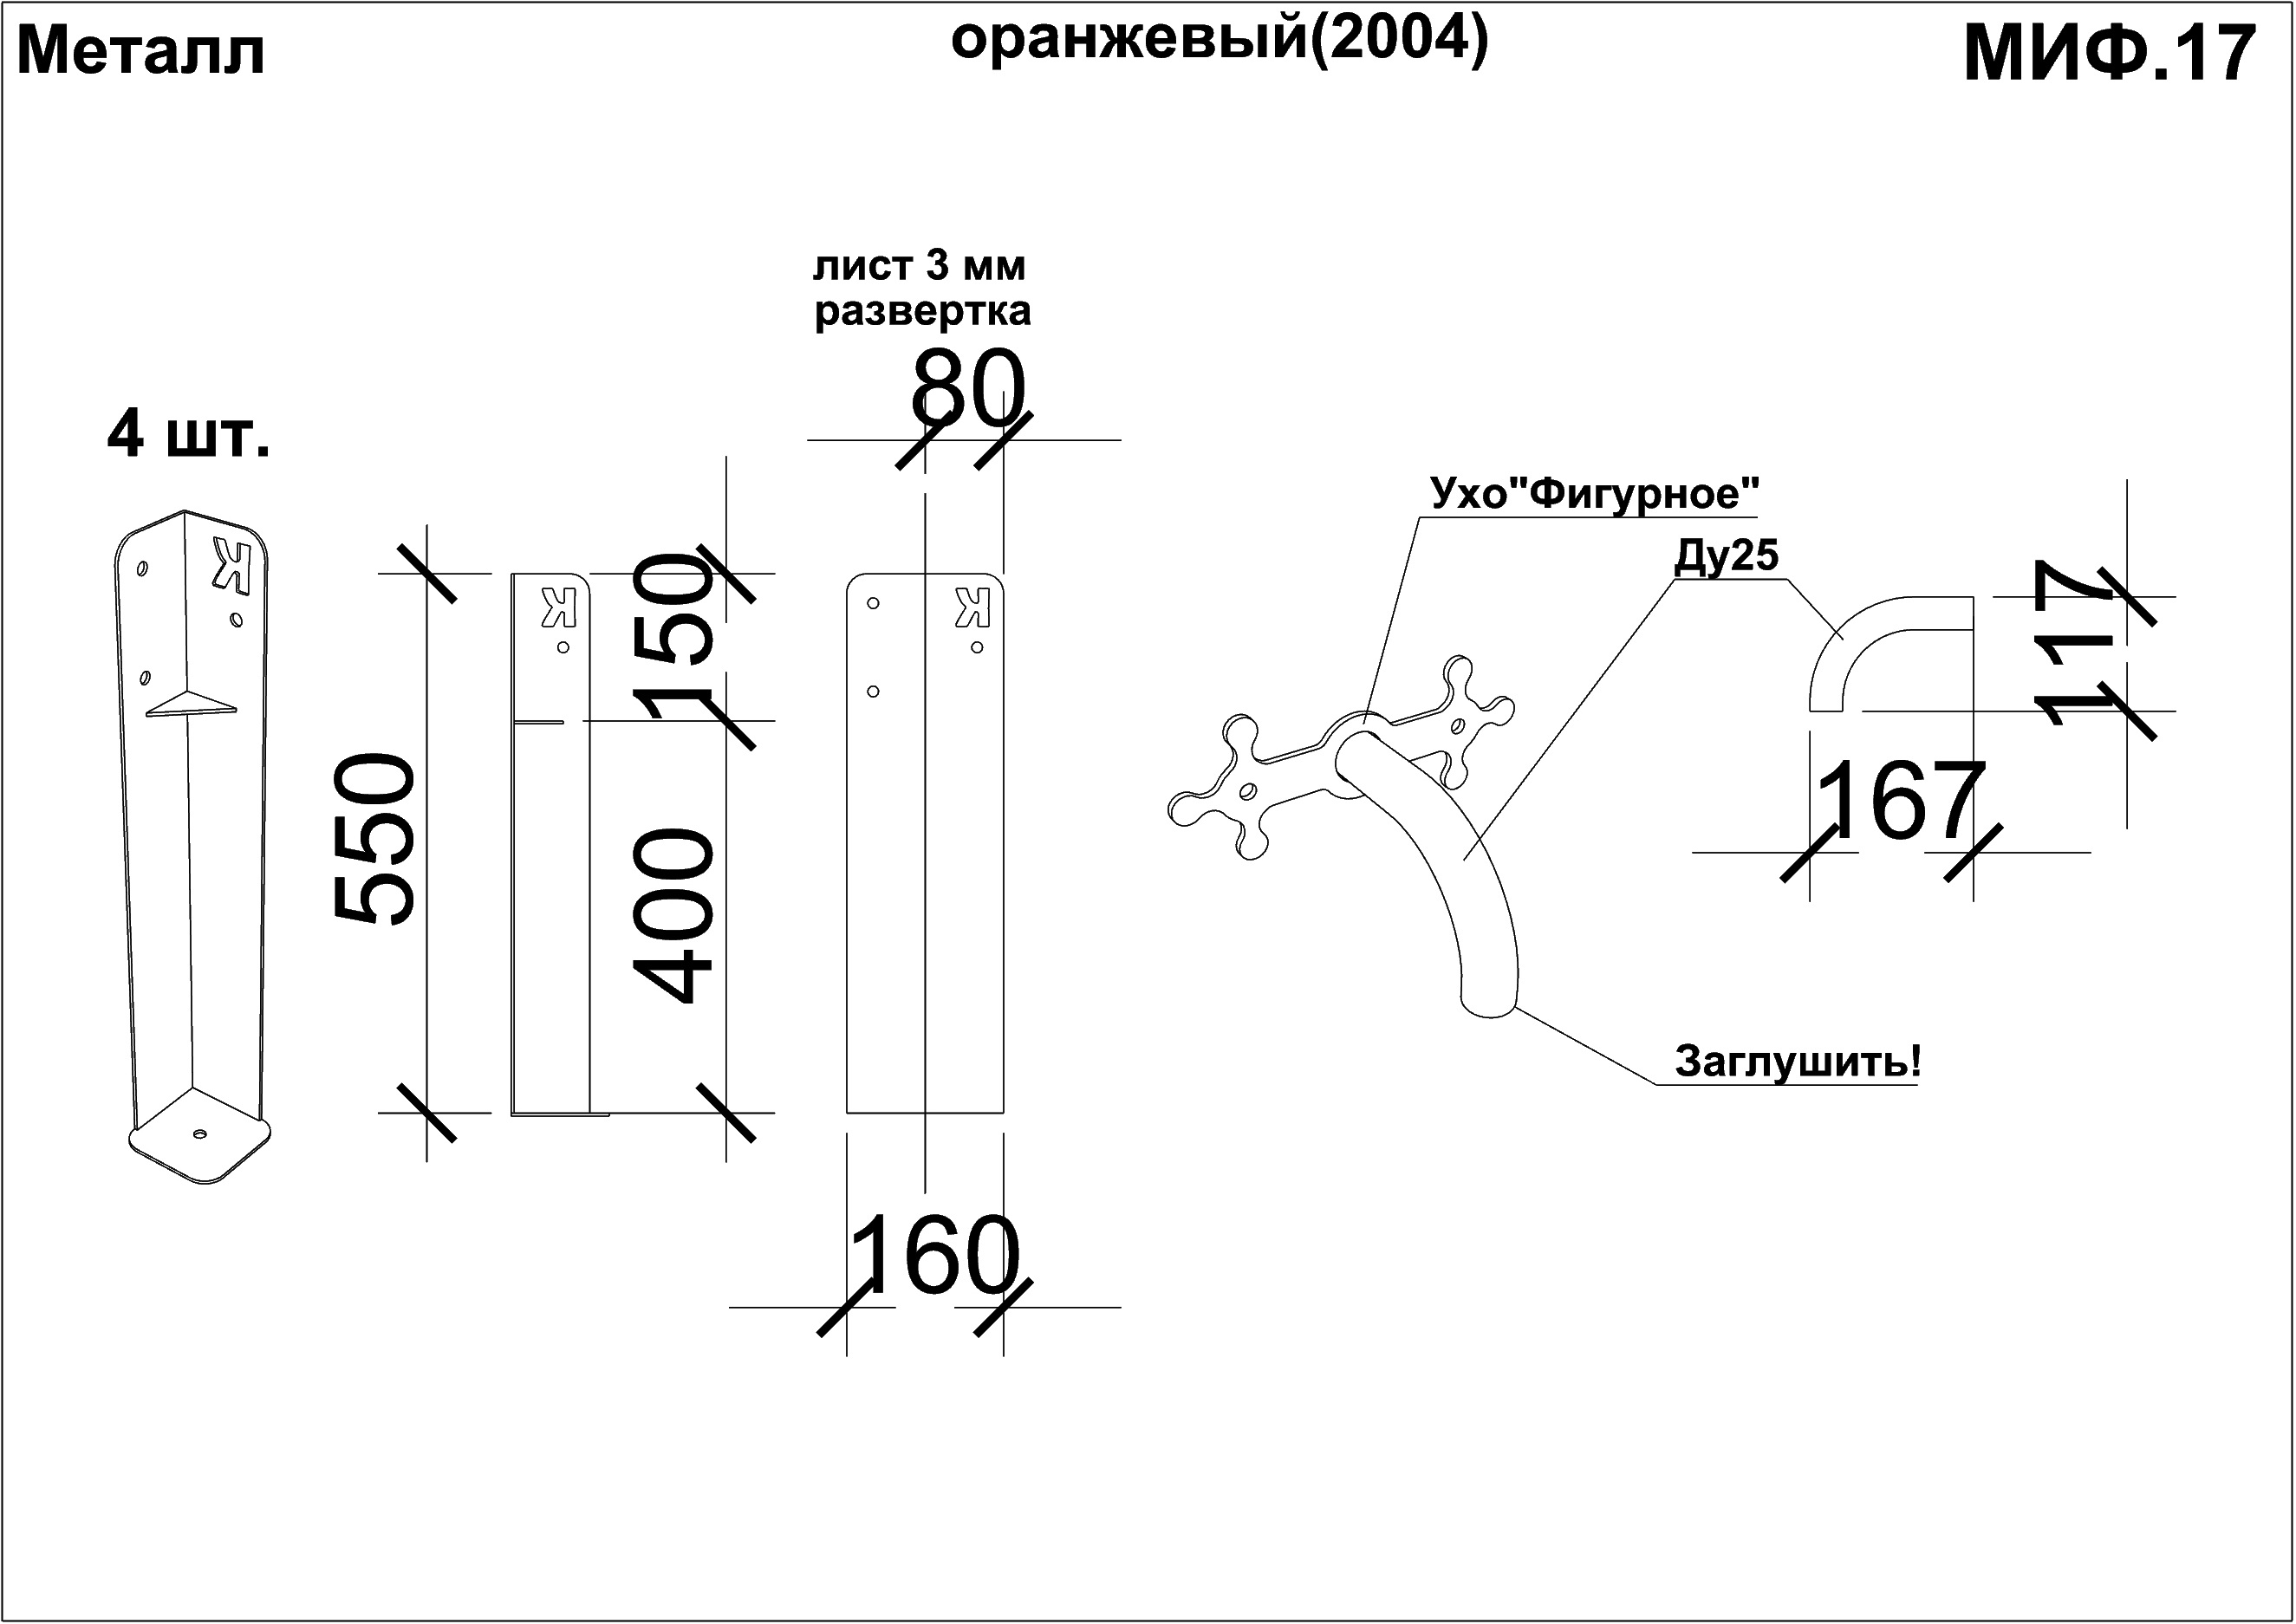 Металл
оранжевый(2004)
МИФ.17
лист 3 мм
развертка
80
4 шт.
Ухо"Фигурное"
Ду25
К
К
К
150
117
550
167
400
Заглушить!
160